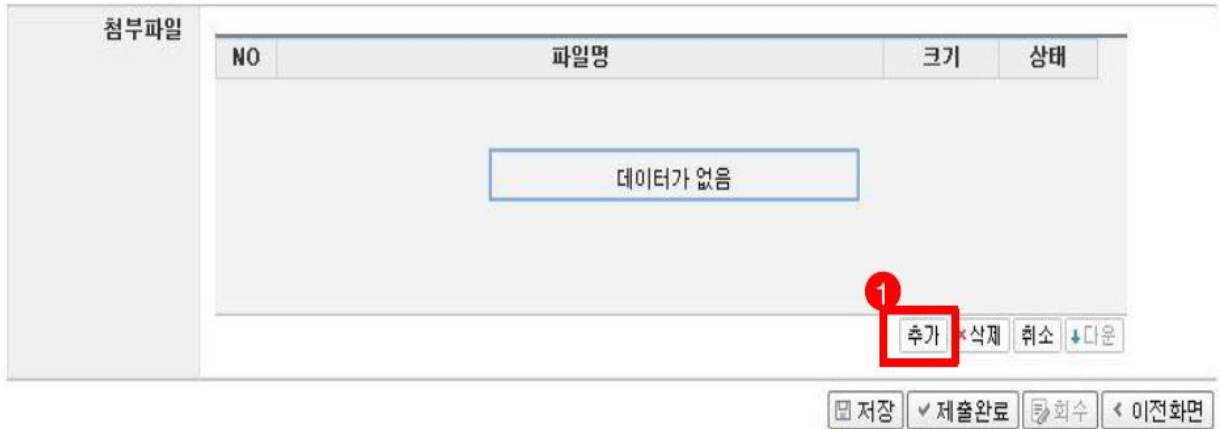 첨부파일
NO 파일명 크기 상태
데이터가 없음
1
추가 ×삭제 취소 ↓다운
저장 ✓제출완료 회수 < 이전화면